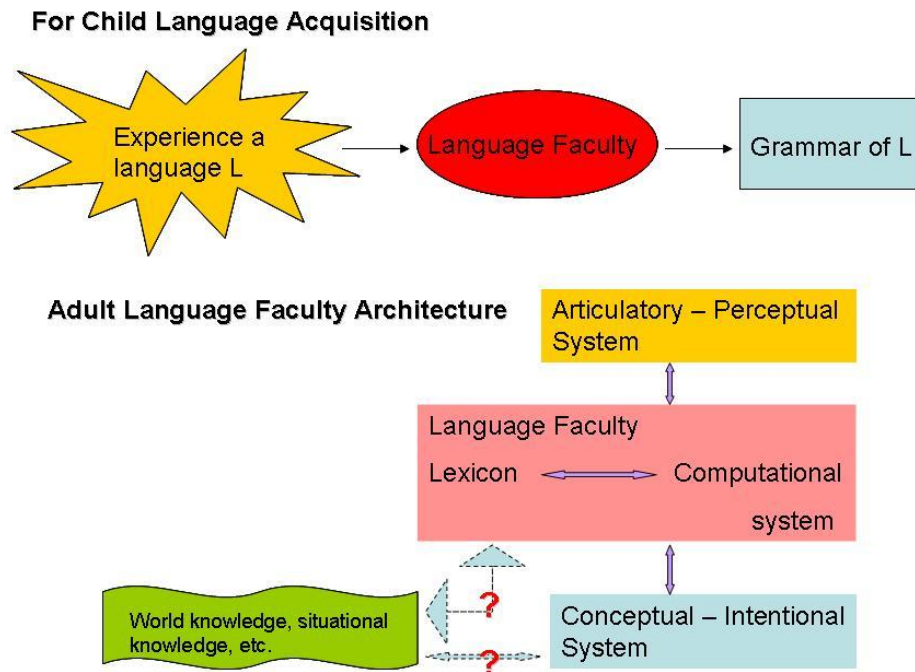 For Child Language Acquisition
Experience a
language L
Language Faculty
Grammar of L
Adult Language Faculty Architecture
Articulatory – Perceptual
System
Language Faculty
Lexicon
Computational
system
World knowledge, situational
knowledge, etc.
?
?
Conceptual – Intentional
System